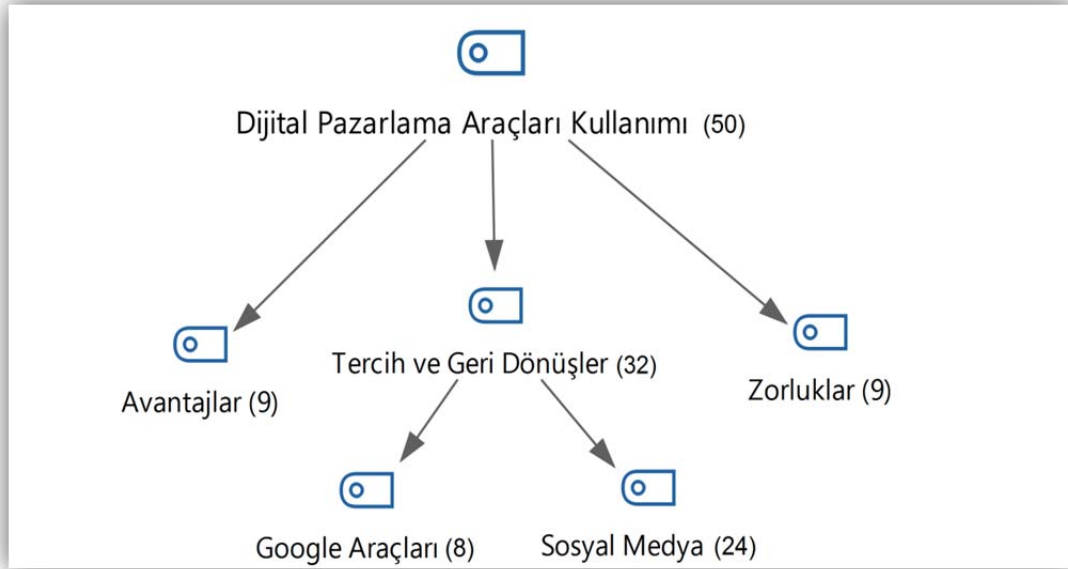 Dijital Pazarlama Araçları Kullanımı (50)
Tercih ve Geri Dönüşler (32)
Avantajlar (9)
Zorluklar (9)
Google Araçları (8)
Sosyal Medya (24)